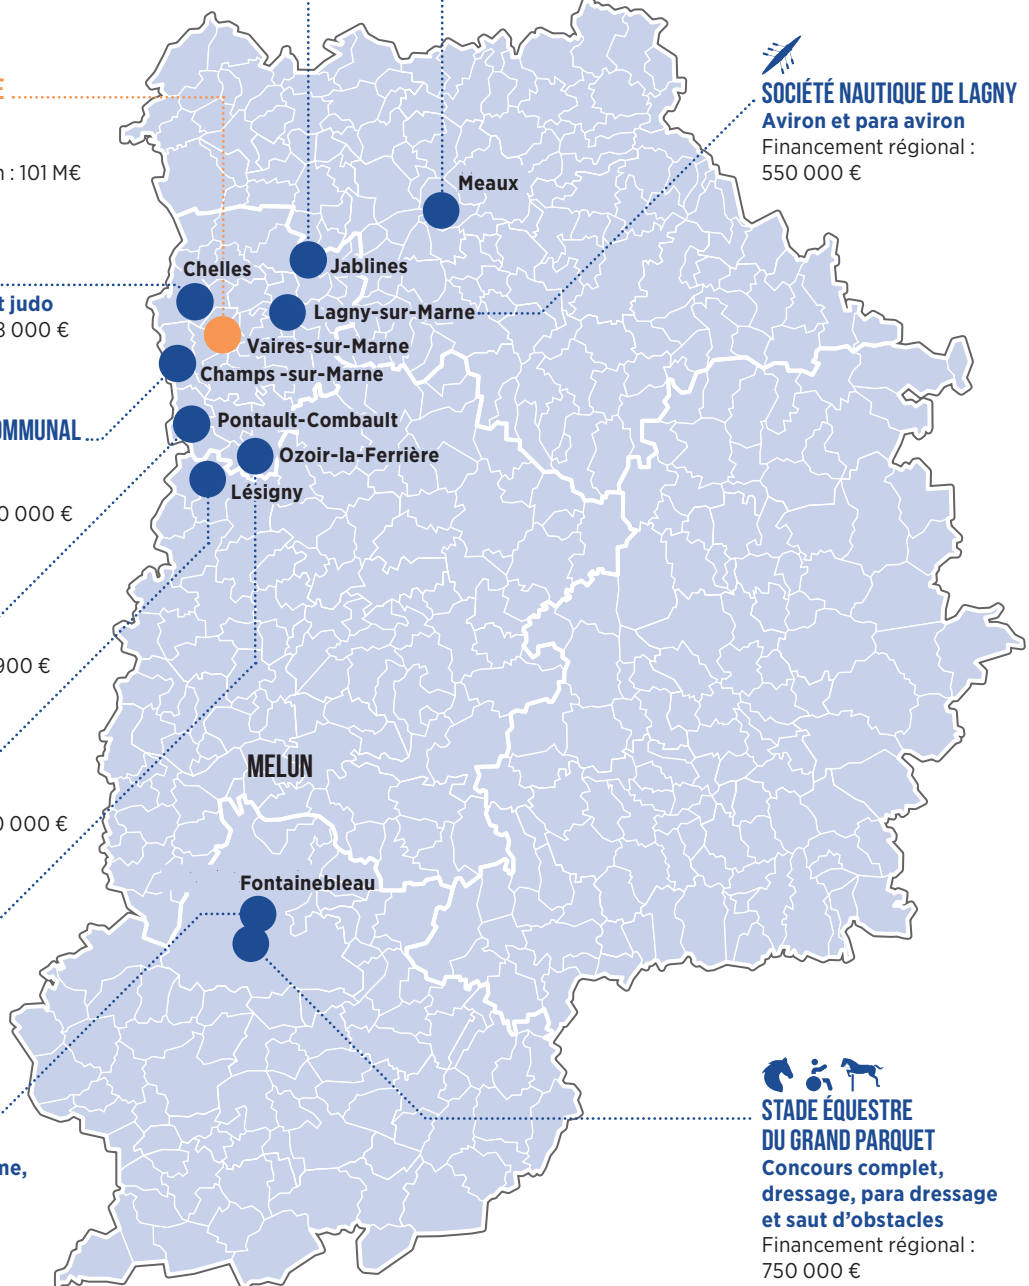 E
n : 101 M€
t judo
3 000 €
OMMUNAL
0 000 €
900 €
0 000 €
ne,
SOCIÉTÉ NAUTIQUE DE LAGNY
Aviron et para aviron
Financement régional :
550 000 €
Meaux
Jablines
Chelles
Lagny-sur-Marne
Vaires-sur-Marne
Champs -sur-Marne
Pontault-Combault
Ozoir-la-Ferrière
Lésigny
MELUN
Fontainebleau
STADE ÉQUESTRE
DU GRAND PARQUET
Concours complet,
dressage, para dressage
et saut d'obstacles
Financement régional :
750 000 €